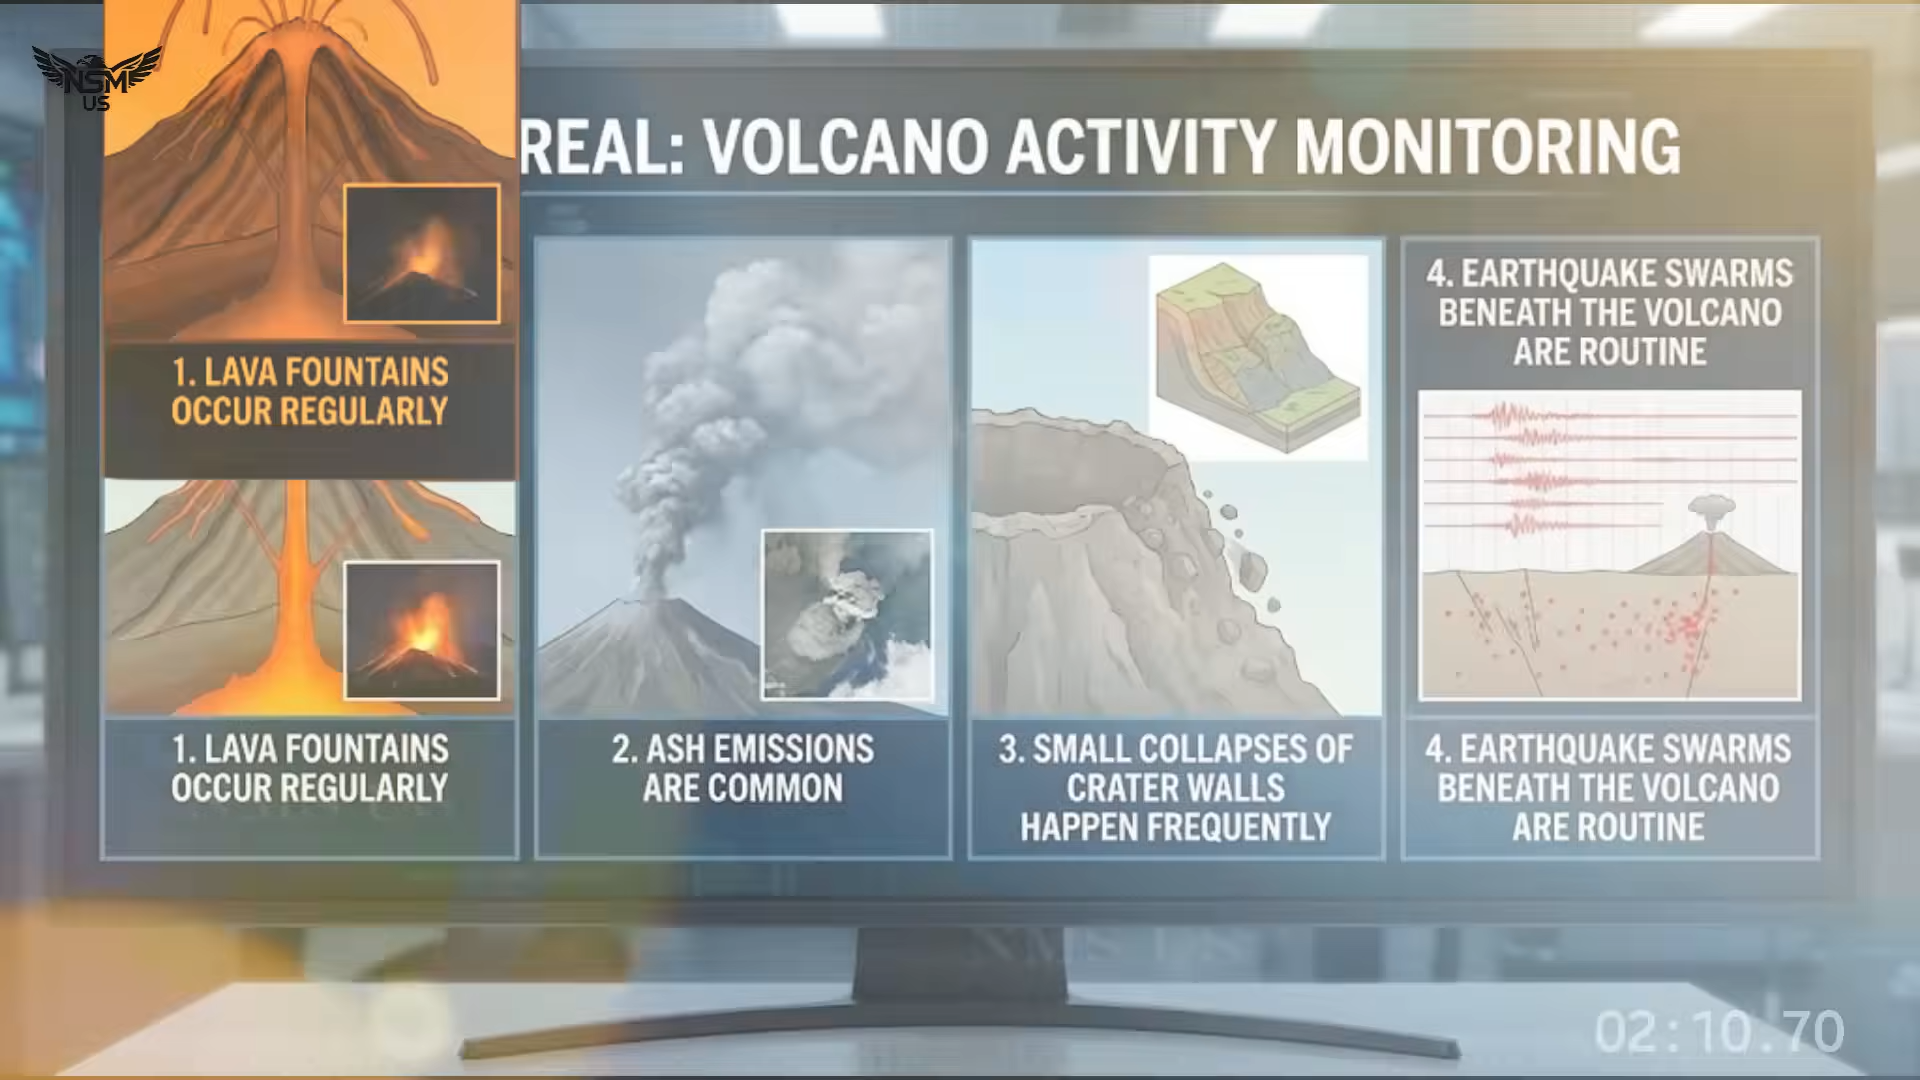 NSM
US
REAL: VOLCANO ACTIVITY MONITORING
1. LAVA FOUNTAINS
OCCUR REGULARLY
1. LAVA FOUNTAINS
OCCUR REGULARLY
2. ASH EMISSIONS
ARE COMMON
3. SMALL COLLAPSES OF
CRATER WALLS
HAPPEN FREQUENTLY
4. EARTHQUAKE SWARMS
BENEATH THE VOLCANO
ARE ROUTINE
4. EARTHQUAKE SWARMS
BENEATH THE VOLCANO
ARE ROUTINE
02:10.70